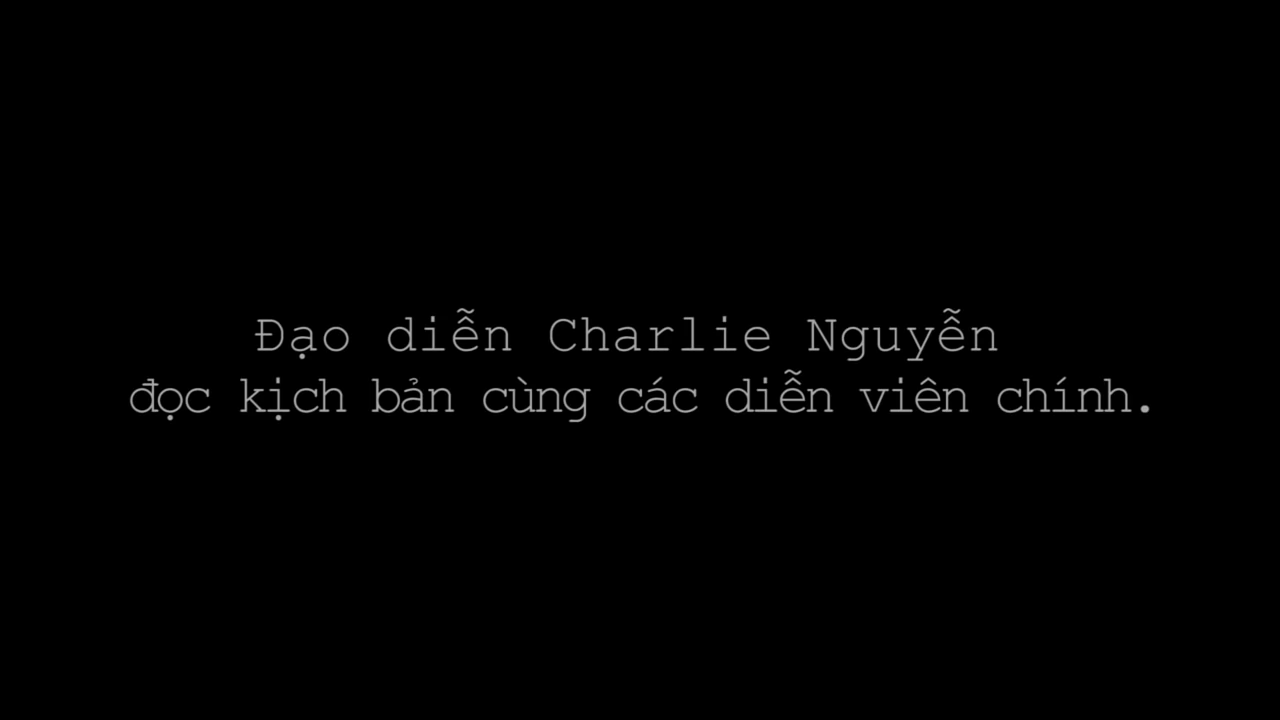 Đạo diễn Charlie Nguyễn
đọc kịch bản cùng các diễn viên chính.